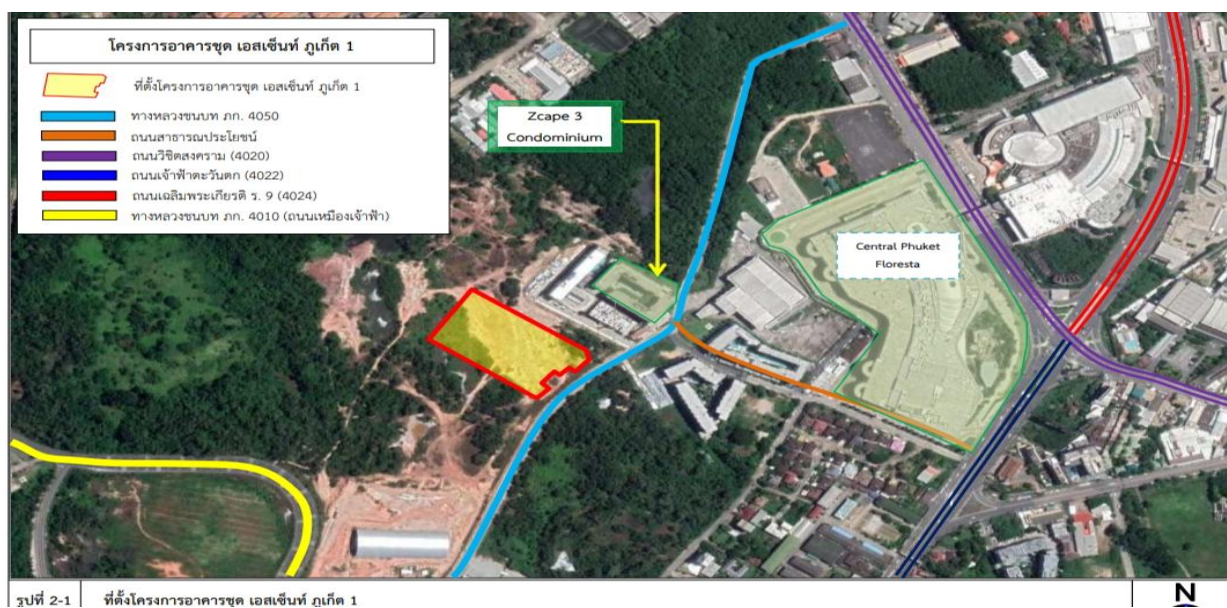 โครงการอาคารชุด เอสเซ็นท์ ภูเก็ต 1
ที่ตั้งโครงการอาคารชุด เอสเซ็นท์ ภูเก็ต 1
ทางหลวงชนบท ภก. 4050
ถนนสาธารณประโยชน์
ถนนวิชิตสงคราม (4020)
ถนนเจ้าฟ้าตะวันตก (4022)
ถนนเฉลิมพระเกียรติ ร. 9 (4024)
ทางหลวงชนบท ภก. 4010 (ถนนเหมืองเจ้าฟ้า)
Zcape 3
Condominium
Central Phuket
Floresta
รูปที่ 2-1 ที่ตั้งโครงการอาคารชุด เอสเซ็นท์ ภูเก็ต 1
N